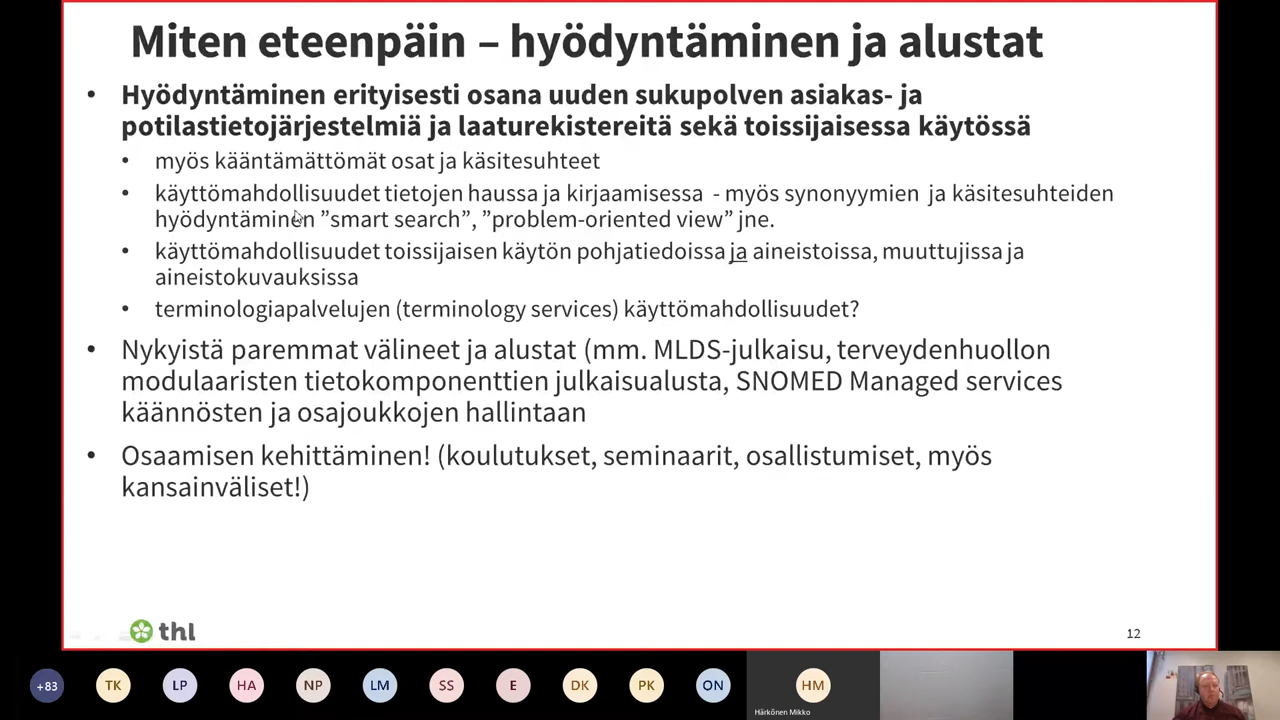 Miten eteenpäin – hyödyntäminen ja alustat
• Hyödyntäminen erityisesti osana uuden sukupolven asiakas- ja
potilastietojärjestelmiä ja laaturekistereitä sekä toissijaisessa käytössä
• myös kääntämättömät osat ja käsitesuhteet
• käyttömahdollisuudet tietojen haussa ja kirjaamisessa - myös synonyymien ja käsitesuhteiden
hyödyntäminen ”smart search”, ”problem-oriented view” jne.
• käyttömahdollisuudet toissijaisen käytön pohjatiedoissa ja aineistoissa, muuttujissa ja
aineistokuvauksissa
• terminologiapalvelujen (terminology services) käyttömahdollisuudet?
• Nykyistä paremmat välineet ja alustat (mm. MLDS-julkaisu, terveydenhuollon
modulaaristen tietokomponenttien julkaisualusta, SNOMED Managed services
käännösten ja osajoukkojen hallintaan
• Osaamisen kehittäminen! (koulutukset, seminaarit, osallistumiset, myös
kansainväliset!)
thl
12
+83 TK LP HA NP LM SS E DK PK ON HM
Härkönen Mikko